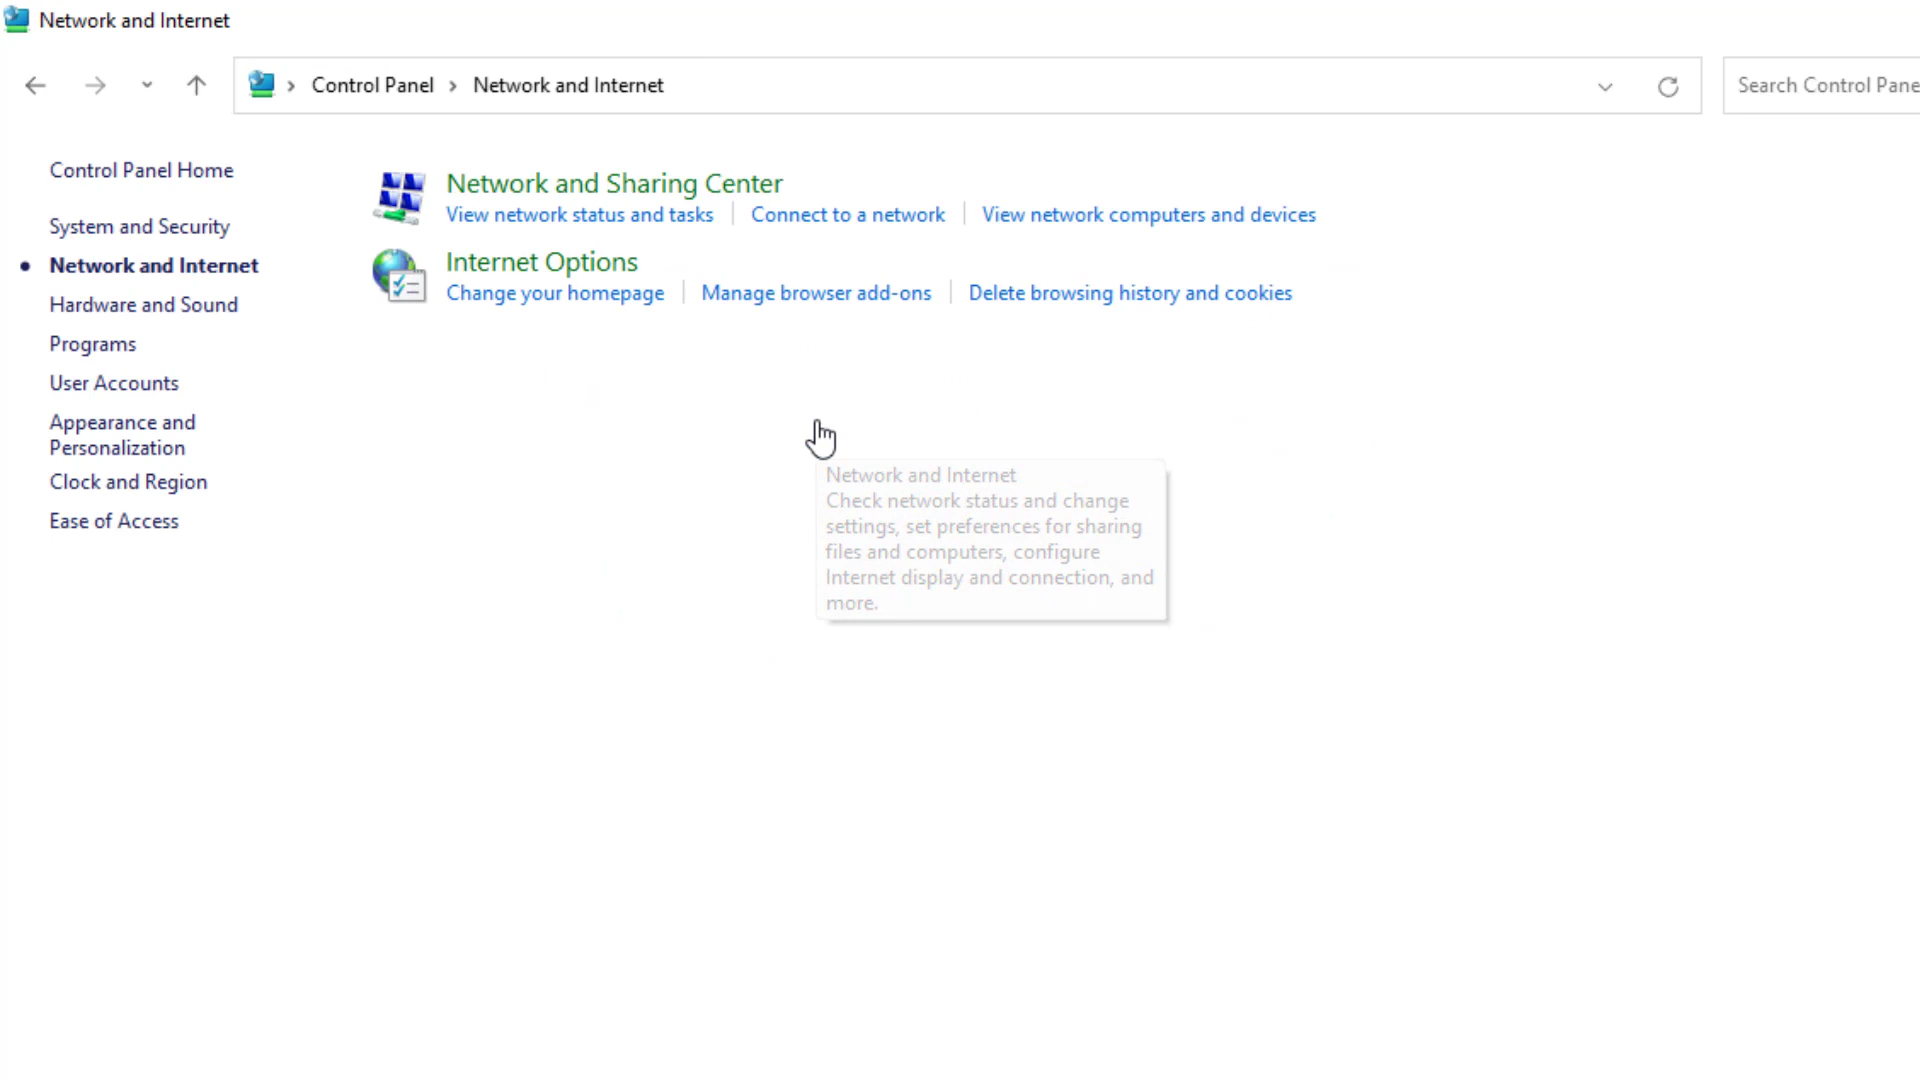 Network and Internet
Control Panel > Network and Internet
Search Control Pane
Control Panel Home
System and Security
Network and Internet
Hardware and Sound
Programs
User Accounts
Appearance and
Personalization
Clock and Region
Ease of Access
Network and Sharing Center
View network status and tasks | Connect to a network | View network computers and devices
Internet Options
Change your homepage | Manage browser add-ons | Delete browsing history and cookies
Network and Internet
Check network status and change
settings, set preferences for sharing
files and computers, configure
Internet display and connection, and
more.